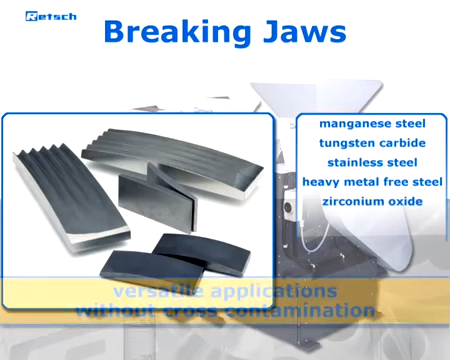 Retsch
Breaking Jaws
manganese steel
tungsten carbide
stainless steel
heavy metal free steel
zirconium oxide
versatile applications
without cross contamination